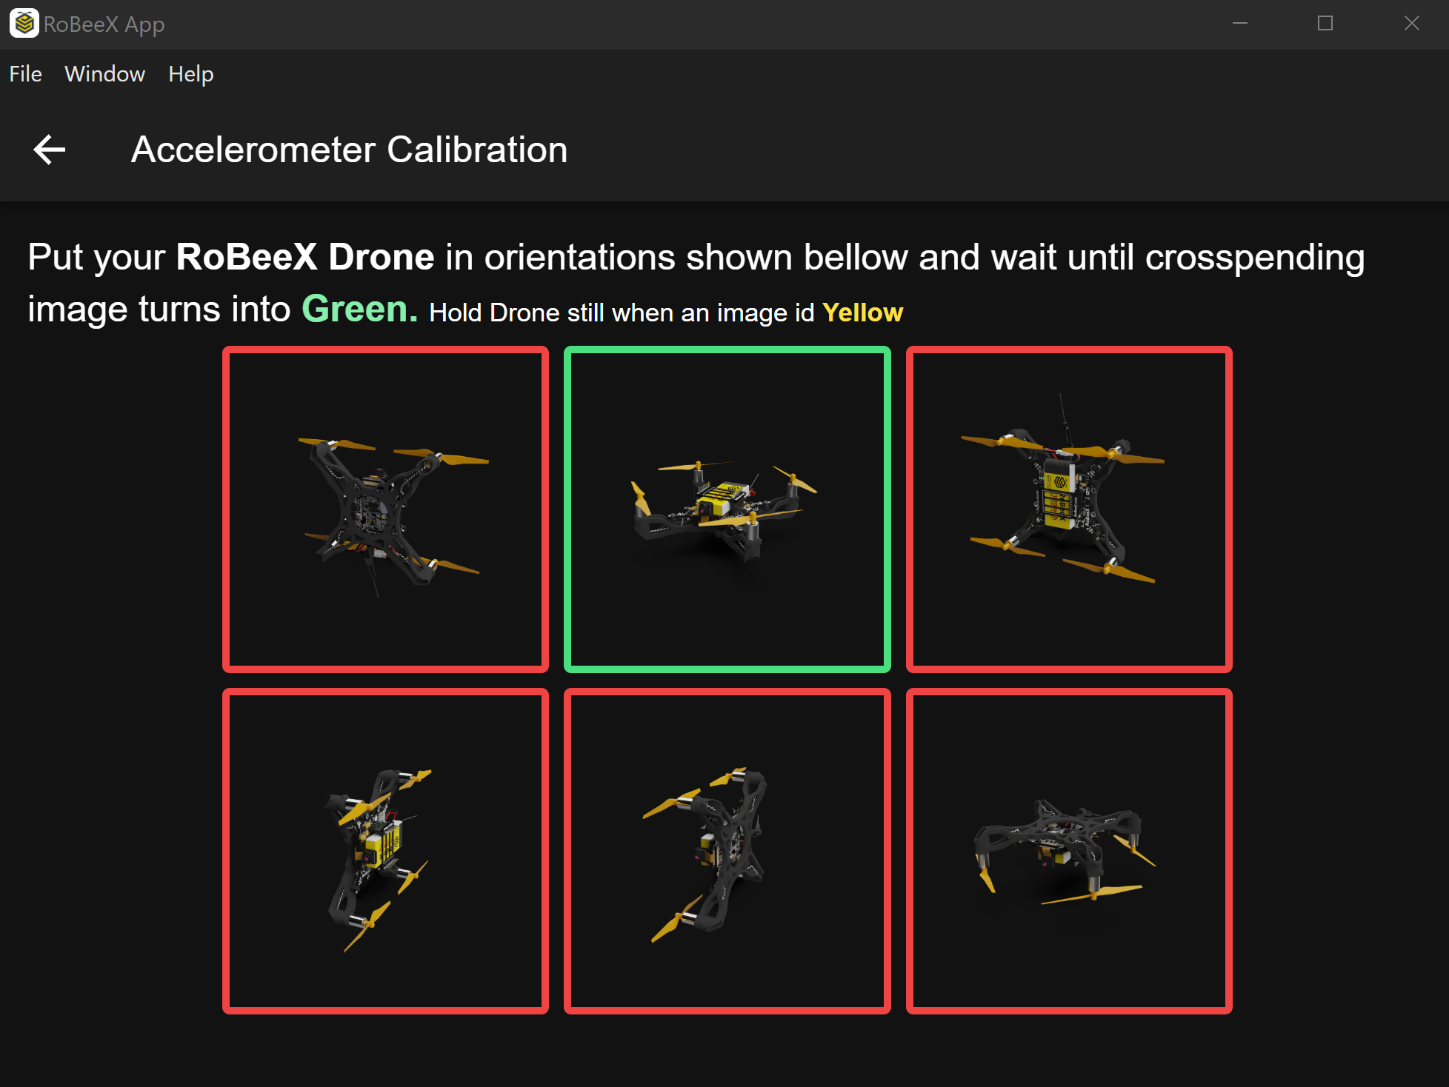 RoBeeX App
File Window Help
Accelerometer Calibration
Put your RoBeeX Drone in orientations shown bellow and wait until crosspending
image turns into Green. Hold Drone still when an image id Yellow